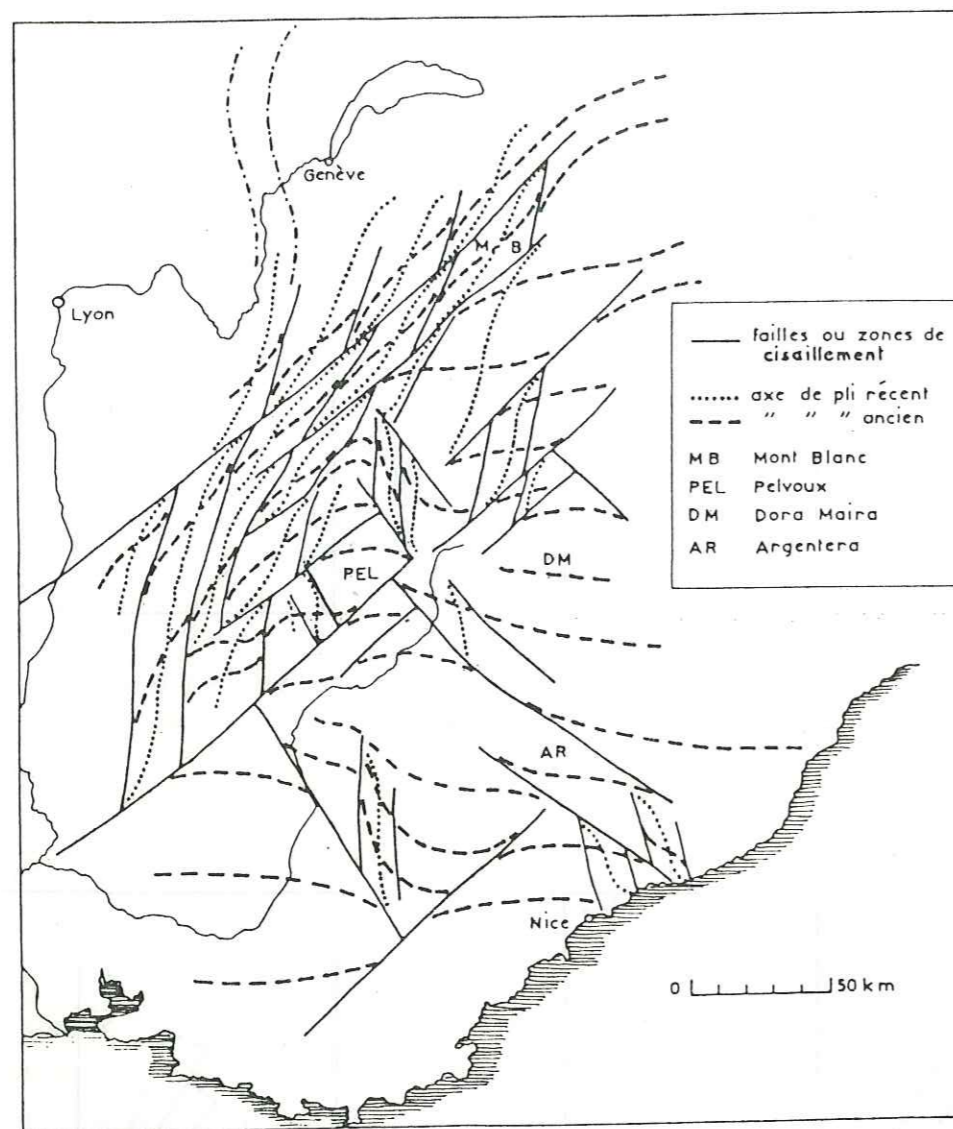 Genève
M B
Lyon
failles ou zones de
cisaillement
axe de pli récent
" " " ancien
MB Mont Blanc
PEL Pelvoux
DM Dora Maira
AR Argentera
DM
PEL
AR
Nice
0 50 km